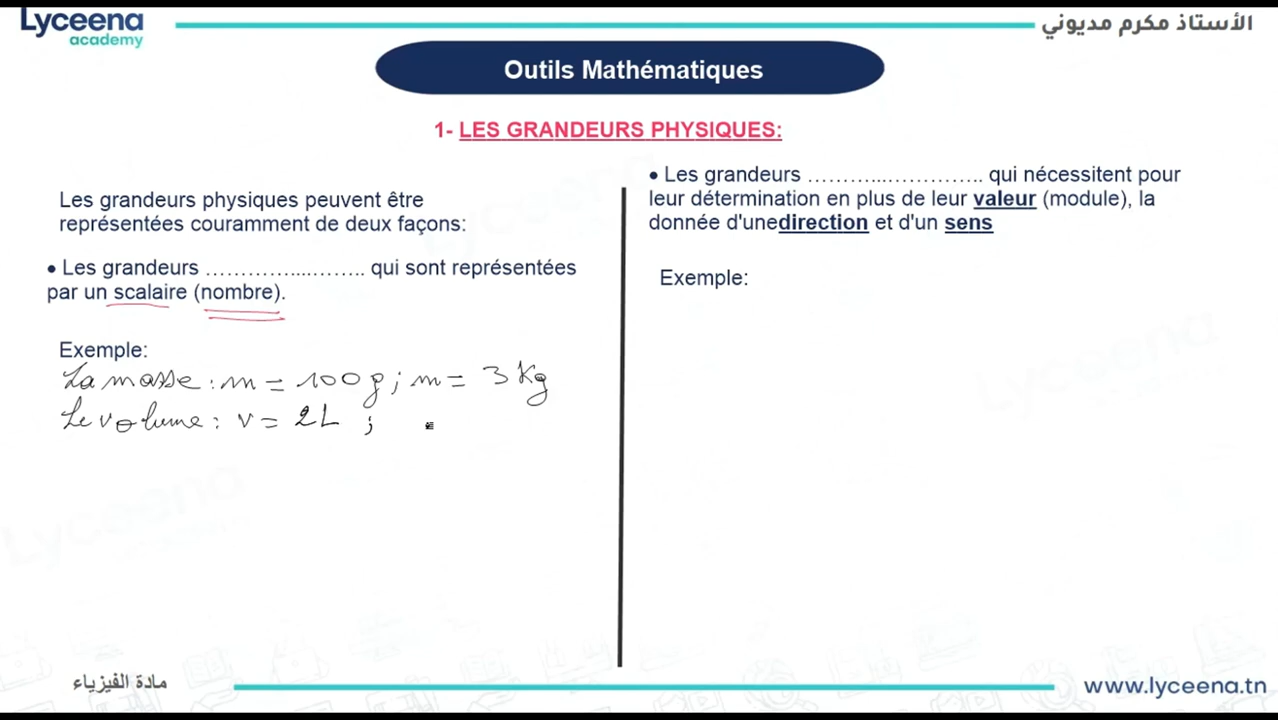 Lyceena
academy
الأستاذ مكرم مديوني
Outils Mathématiques
1- LES GRANDEURS PHYSIQUES:
Les grandeurs physiques peuvent être
représentées couramment de deux façons:
• Les grandeurs …………....…….. qui sont représentées
par un scalaire (nombre).
Exemple:
La masse : m = 100 g ; m = 3 Kg
Le volume : v = 2L ;
• Les grandeurs ………...………….. qui nécessitent pour
leur détermination en plus de leur valeur (module), la
donnée d'unedirection et d'un sens
Exemple:
مادة الفيزياء
www.lyceena.tn